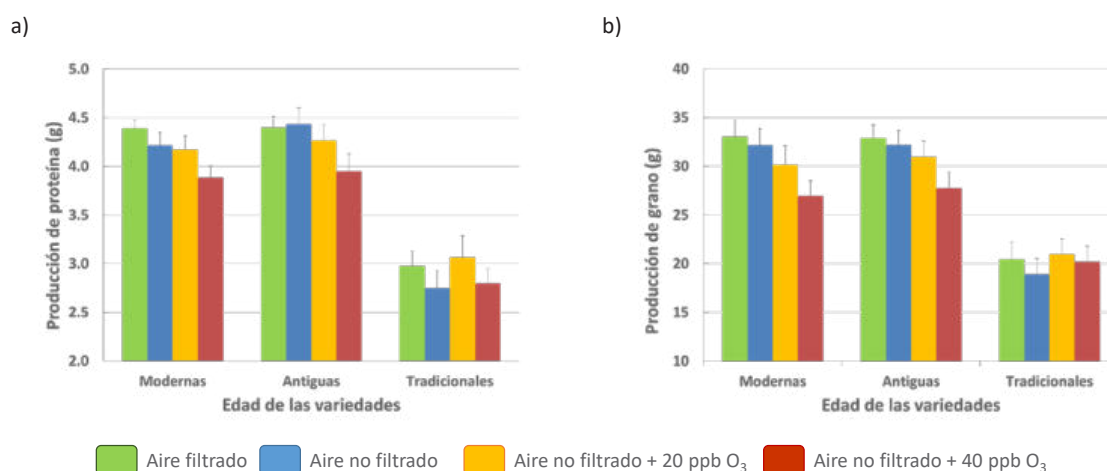 a)
b)
Producción de proteína (g)
5.0
4.5
4.0
3.5
3.0
2.5
2.0
Modernas Antiguas Tradicionales
Edad de las variedades
Producción de grano (g)
40
35
30
25
20
15
10
Modernas Antiguas Tradicionales
Edad de las variedades
Aire filtrado Aire no filtrado Aire no filtrado + 20 ppb O₃ Aire no filtrado + 40 ppb O₃